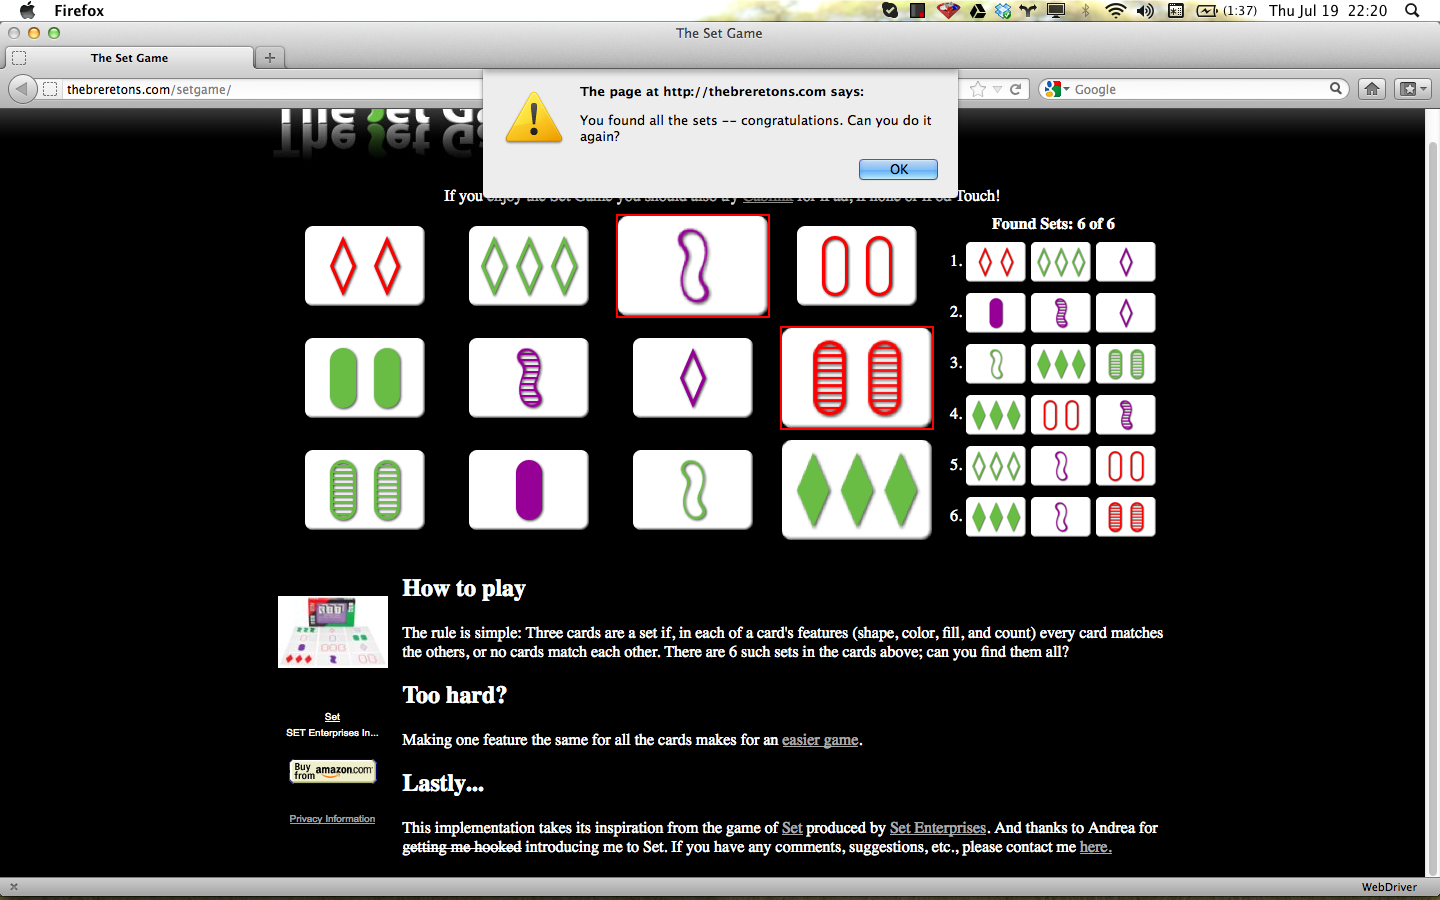 Firefox
(1:37) Thu Jul 19 22:20
The Set Game
The Set Game
thebreretons.com/setgame/
Google
The page at http://thebreretons.com says:
You found all the sets -- congratulations. Can you do it
again?
OK
The Set G
If you enjoy the Set Game you should also try
Touch!
Found Sets: 6 of 6
1.
2.
3.
4.
5.
6.
How to play
The rule is simple: Three cards are a set if, in each of a card's features (shape, color, fill, and count) every card matches
the others, or no cards match each other. There are 6 such sets in the cards above; can you find them all?
Too hard?
Making one feature the same for all the cards makes for an easier game.
Lastly...
This implementation takes its inspiration from the game of Set produced by Set Enterprises. And thanks to Andrea for
getting me hooked introducing me to Set. If you have any comments, suggestions, etc., please contact me here.
Set
SET Enterprises In...
Buy
from amazon.com
Privacy Information
WebDriver